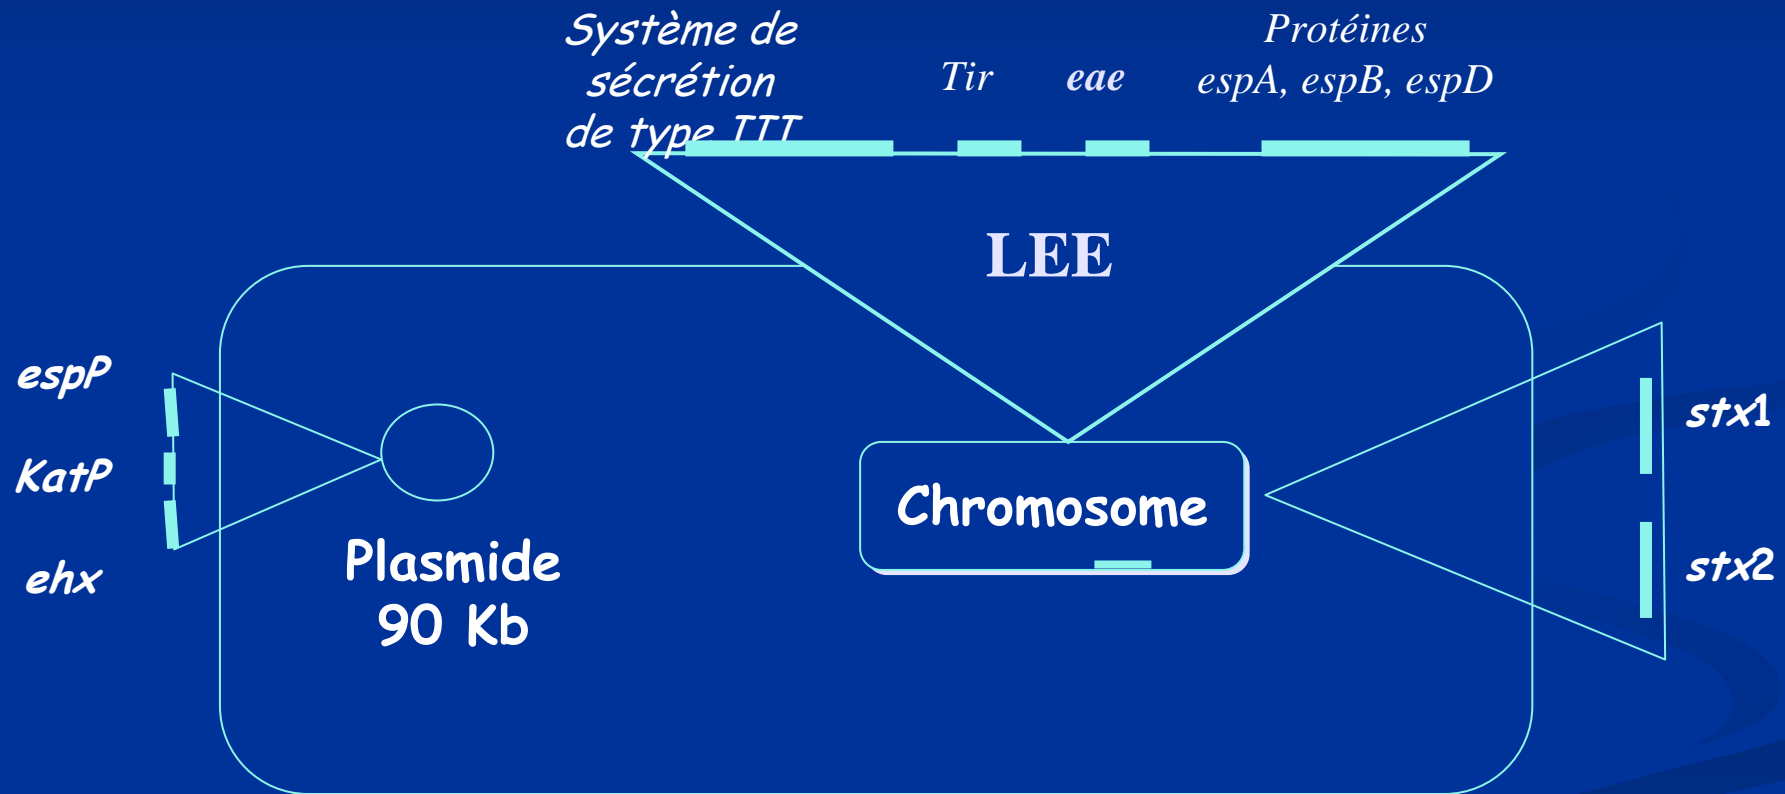 Système de
sécrétion
de type III
Tir
eae
Protéines
espA, espB, espD
LEE
espP
KatP
ehx
Plasmide
90 Kb
Chromosome
stx1
stx2